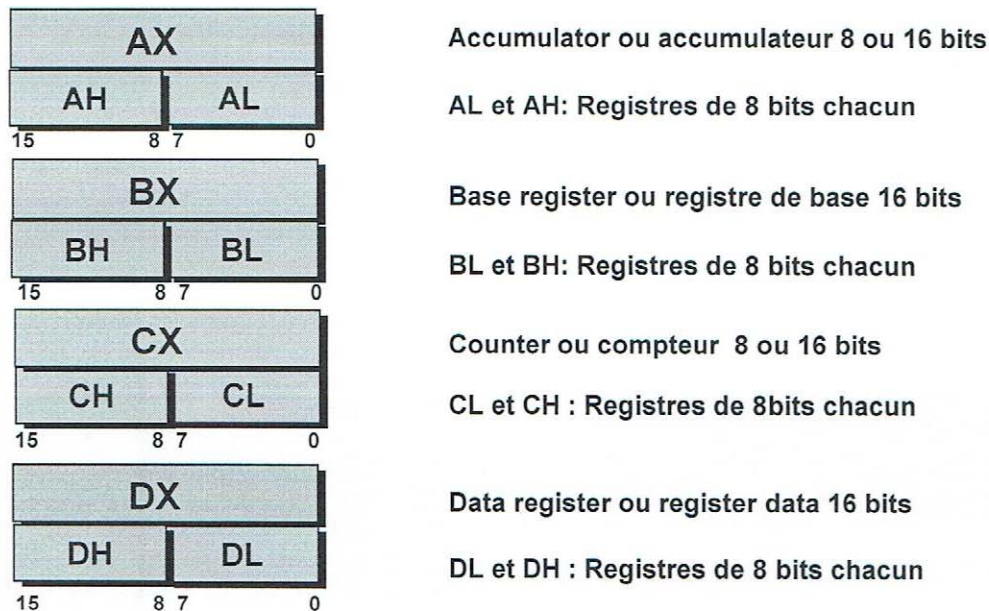 AX
Accumulator ou accumulateur 8 ou 16 bits
AH AL
AL et AH: Registres de 8 bits chacun
15 8 7 0
BX
Base register ou registre de base 16 bits
BH BL
BL et BH: Registres de 8 bits chacun
15 8 7 0
CX
Counter ou compteur 8 ou 16 bits
CH CL
CL et CH : Registres de 8bits chacun
15 8 7 0
DX
Data register ou register data 16 bits
DH DL
DL et DH : Registres de 8 bits chacun
15 8 7 0